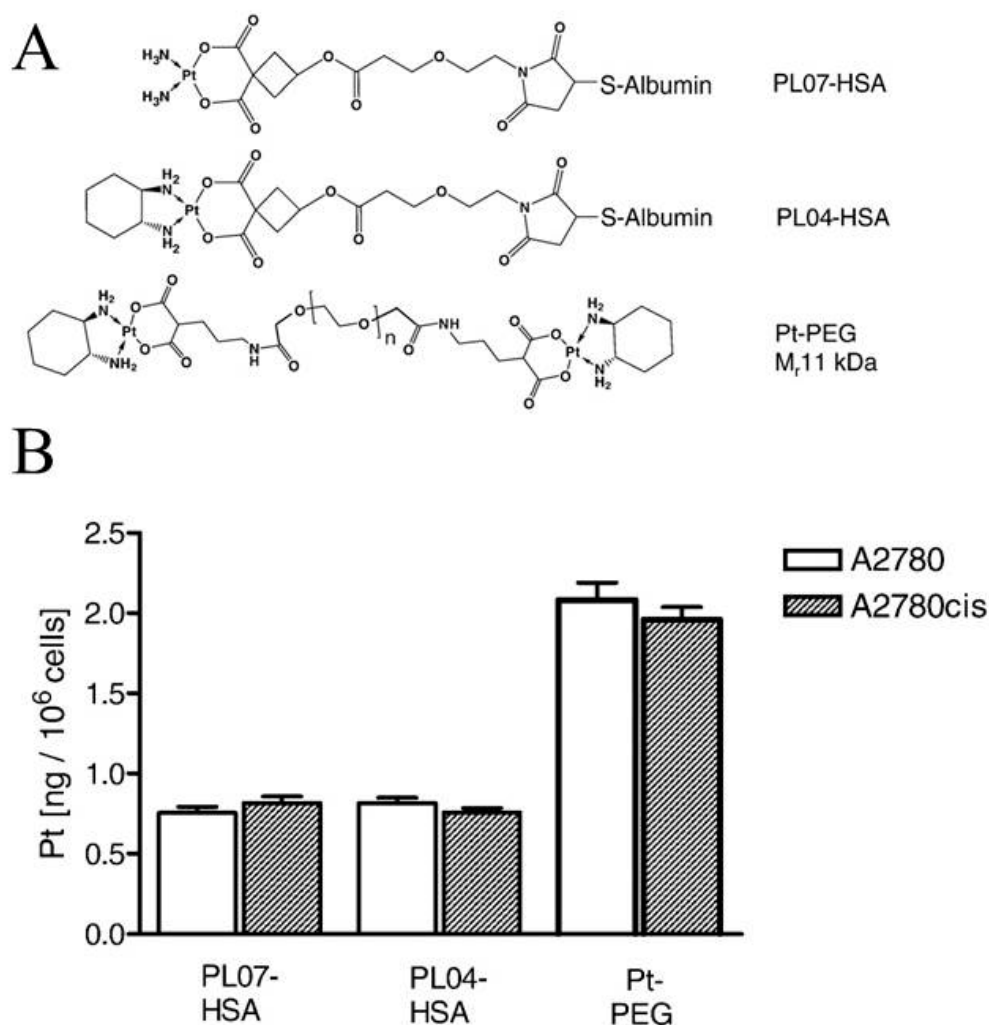 A
O
O
H₃N
Pt
H₃N
O
O
O
O
O
N
O
O
S-Albumin
PL07-HSA
H₂
N
Pt
N
H₂
O
O
O
O
O
O
O
N
O
O
S-Albumin
PL04-HSA
H₂
N
Pt
NH₂
O
O
O
O
N
H
O
O
O
n
O
NH
O
O
O
O
Pt
H₂
N
N
H₂
Pt-PEG
Mᵣ11 kDa
B
Pt [ng / 10⁶ cells]
2.5
2.0
1.5
1.0
0.5
0.0
PL07-
HSA
PL04-
HSA
Pt-
PEG
A2780
A2780cis